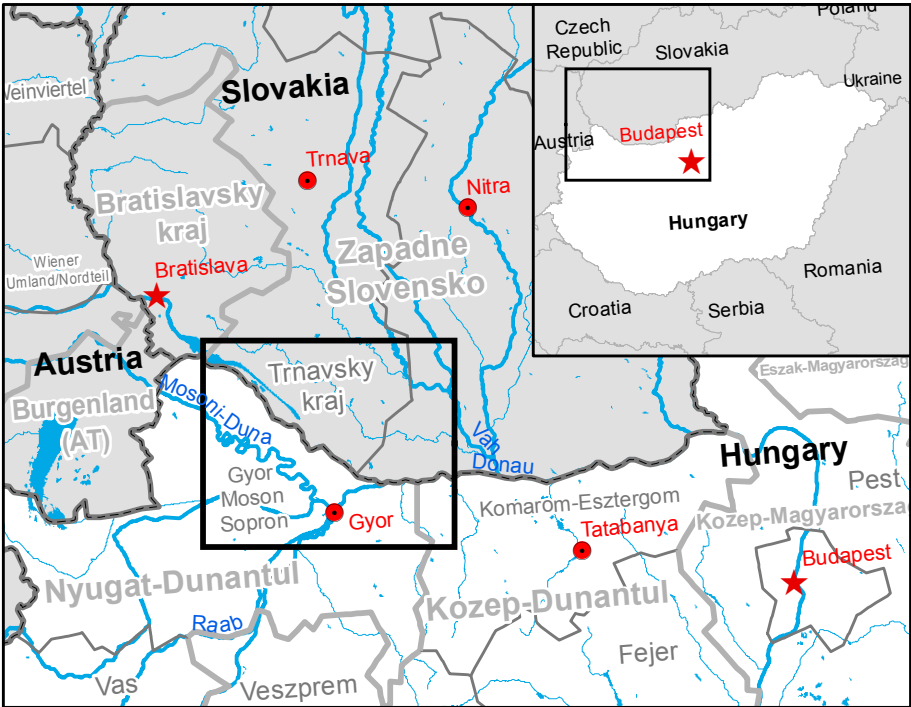 Slovakia
Weinviertel
Trnava
Nitra
Bratislavsky
kraj
Zapadne
Slovensko
Wiener
Umland/Nordteil
Bratislava
Austria
Burgenland
(AT)
Trnavsky
kraj
Mosoni-Duna
Vah
Donau
Gyor
Moson
Sopron
Gyor
Hungary
Eszak-Magyarorszag
Pest
Komarom-Esztergom
Kozep-Magyarorszag
Tatabanya
Budapest
Nyugat-Dunantul
Kozep-Dunantul
Raab
Fejer
Vas
Veszprem
Czech
Republic
Poland
Slovakia
Ukraine
Austria
Budapest
Hungary
Romania
Croatia
Serbia